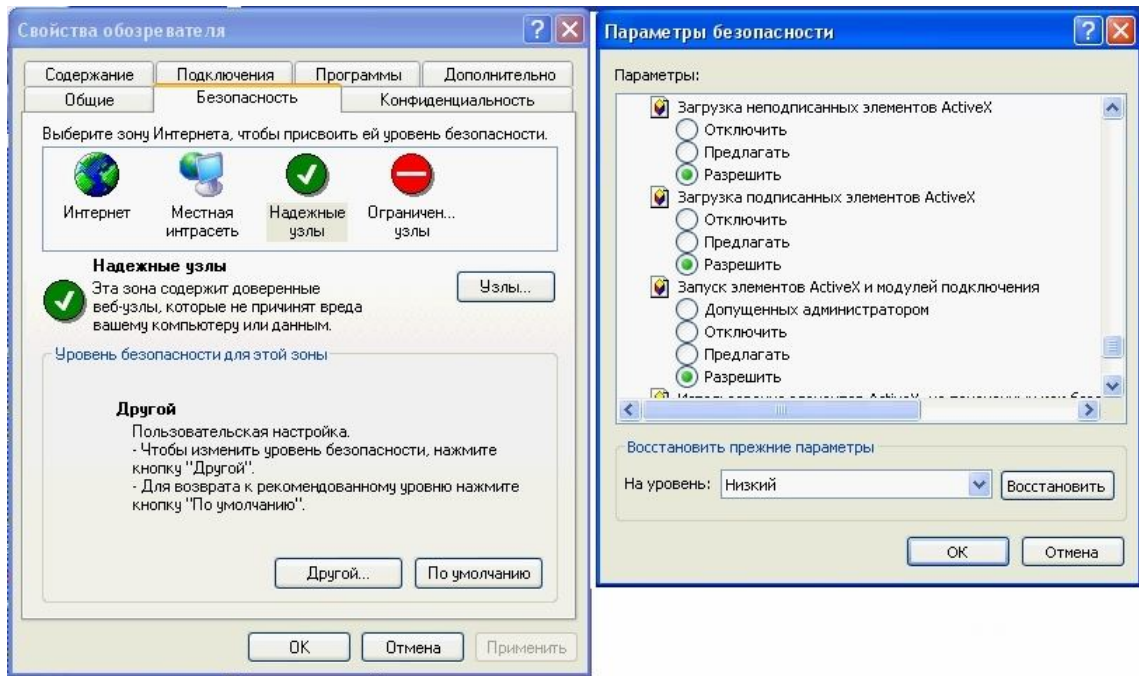 Свойства обозревателя
Содержание Подключения Программы Дополнительно
Общие Безопасность Конфиденциальность
Выберите зону Интернета, чтобы присвоить ей уровень безопасности.
Интернет
Местная
интрасеть
Надежные
узлы
Ограничен...
узлы
Надежные узлы
Эта зона содержит доверенные
веб-узлы, которые не причинят вреда
вашему компьютеру или данным.
Узлы...
Уровень безопасности для этой зоны
Другой
Пользовательская настройка.
- Чтобы изменить уровень безопасности, нажмите
кнопку "Другой".
- Для возврата к рекомендованному уровню нажмите
кнопку "По умолчанию".
Другой... По умолчанию
OK Отмена Применить
Параметры безопасности
Параметры:
Загрузка неподписанных элементов ActiveX
Отключить
Предлагать
Разрешить
Загрузка подписанных элементов ActiveX
Отключить
Предлагать
Разрешить
Запуск элементов ActiveX и модулей подключения
Допущенных администратором
Отключить
Предлагать
Разрешить
Восстановить прежние параметры
На уровень: Низкий Восстановить
OK Отмена